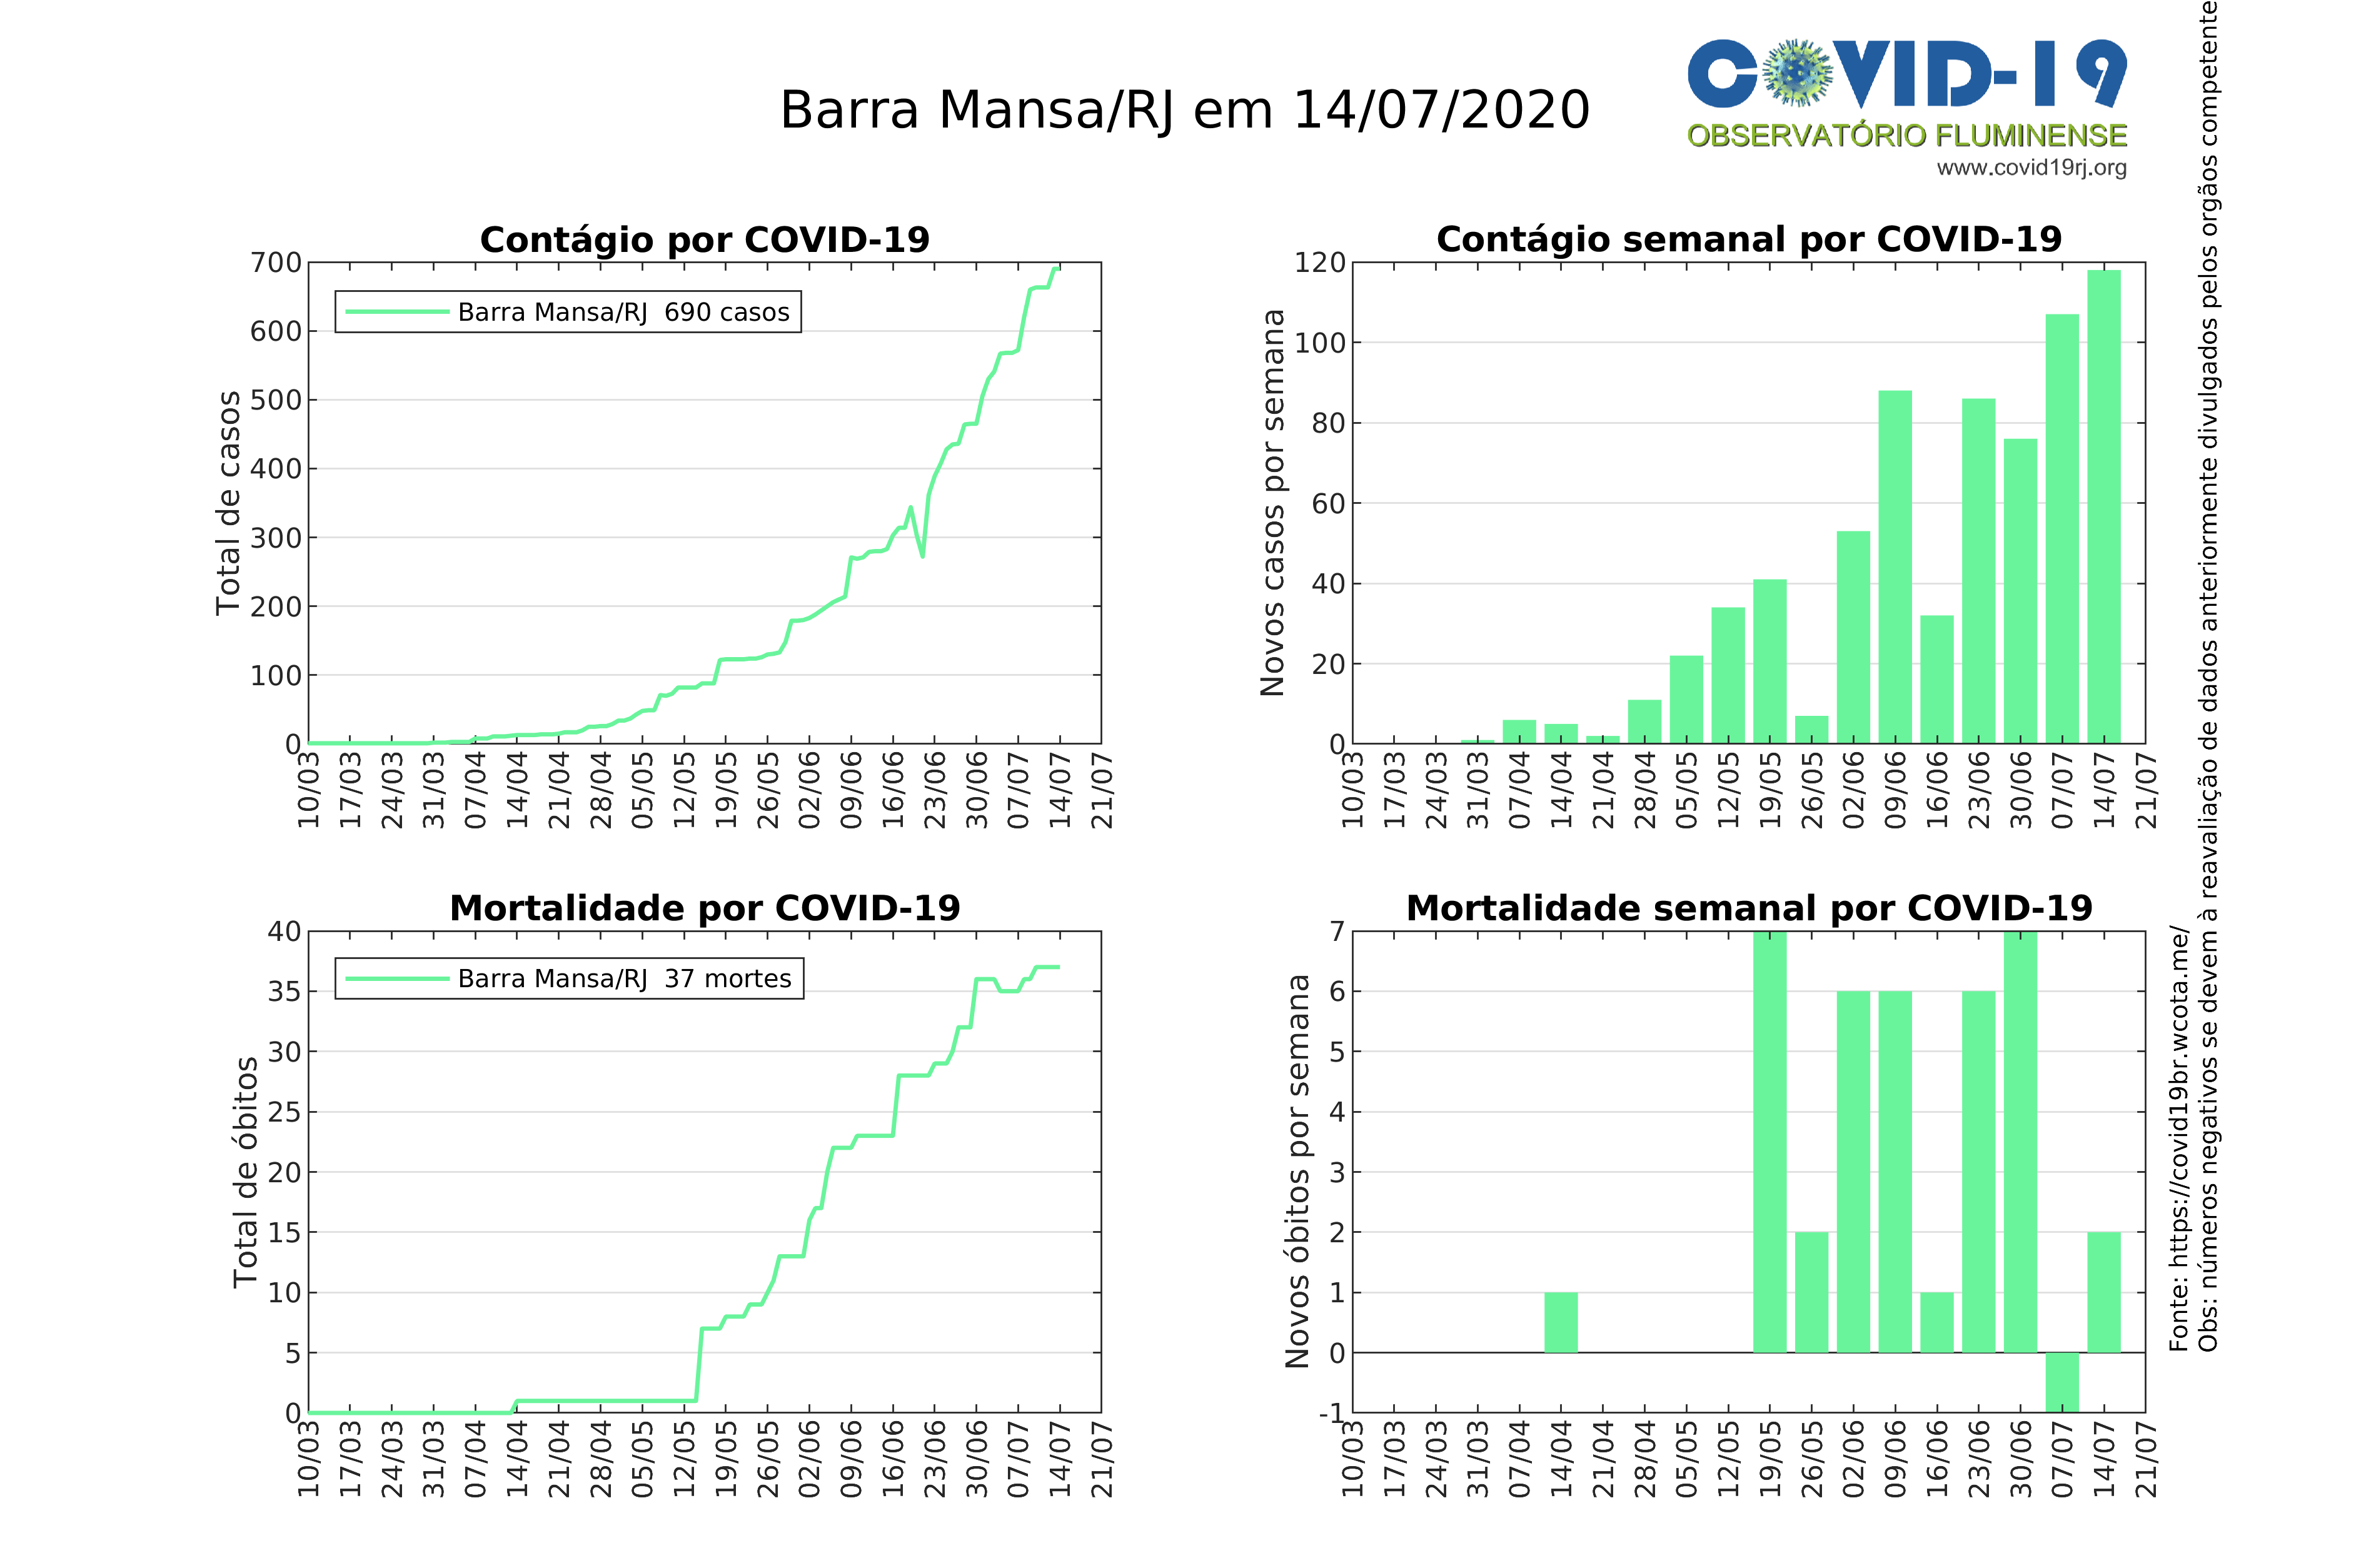 Barra Mansa/RJ em 14/07/2020
COVID-19
OBSERVATÓRIO FLUMINENSE
www.covid19rj.org
Contágio por COVID-19
Total de casos
700
600
500
400
300
200
100
0
Barra Mansa/RJ 690 casos
10/03 17/03 24/03 31/03 07/04 14/04 21/04 28/04 05/05 12/05 19/05 26/05 02/06 09/06 16/06 23/06 30/06 07/07 14/07 21/07
Contágio semanal por COVID-19
Novos casos por semana
120
100
80
60
40
20
0
10/03 17/03 24/03 31/03 07/04 14/04 21/04 28/04 05/05 12/05 19/05 26/05 02/06 09/06 16/06 23/06 30/06 07/07 14/07 21/07
Mortalidade por COVID-19
Total de óbitos
40
35
30
25
20
15
10
5
0
Barra Mansa/RJ 37 mortes
10/03 17/03 24/03 31/03 07/04 14/04 21/04 28/04 05/05 12/05 19/05 26/05 02/06 09/06 16/06 23/06 30/06 07/07 14/07 21/07
Mortalidade semanal por COVID-19
Novos óbitos por semana
7
6
5
4
3
2
1
0
-1
10/03 17/03 24/03 31/03 07/04 14/04 21/04 28/04 05/05 12/05 19/05 26/05 02/06 09/06 16/06 23/06 30/06 07/07 14/07 21/07
Fonte: https://covid19br.wcota.me/
Obs: números negativos se devem à reavaliação de dados anteriormente divulgados pelos orgãos competente